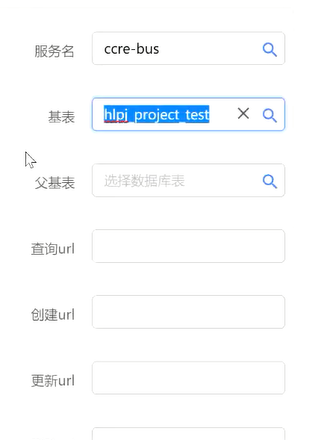 服务名 ccre-bus
基表 hlpj_project_test
父基表 选择数据库表
查询url
创建url
更新url